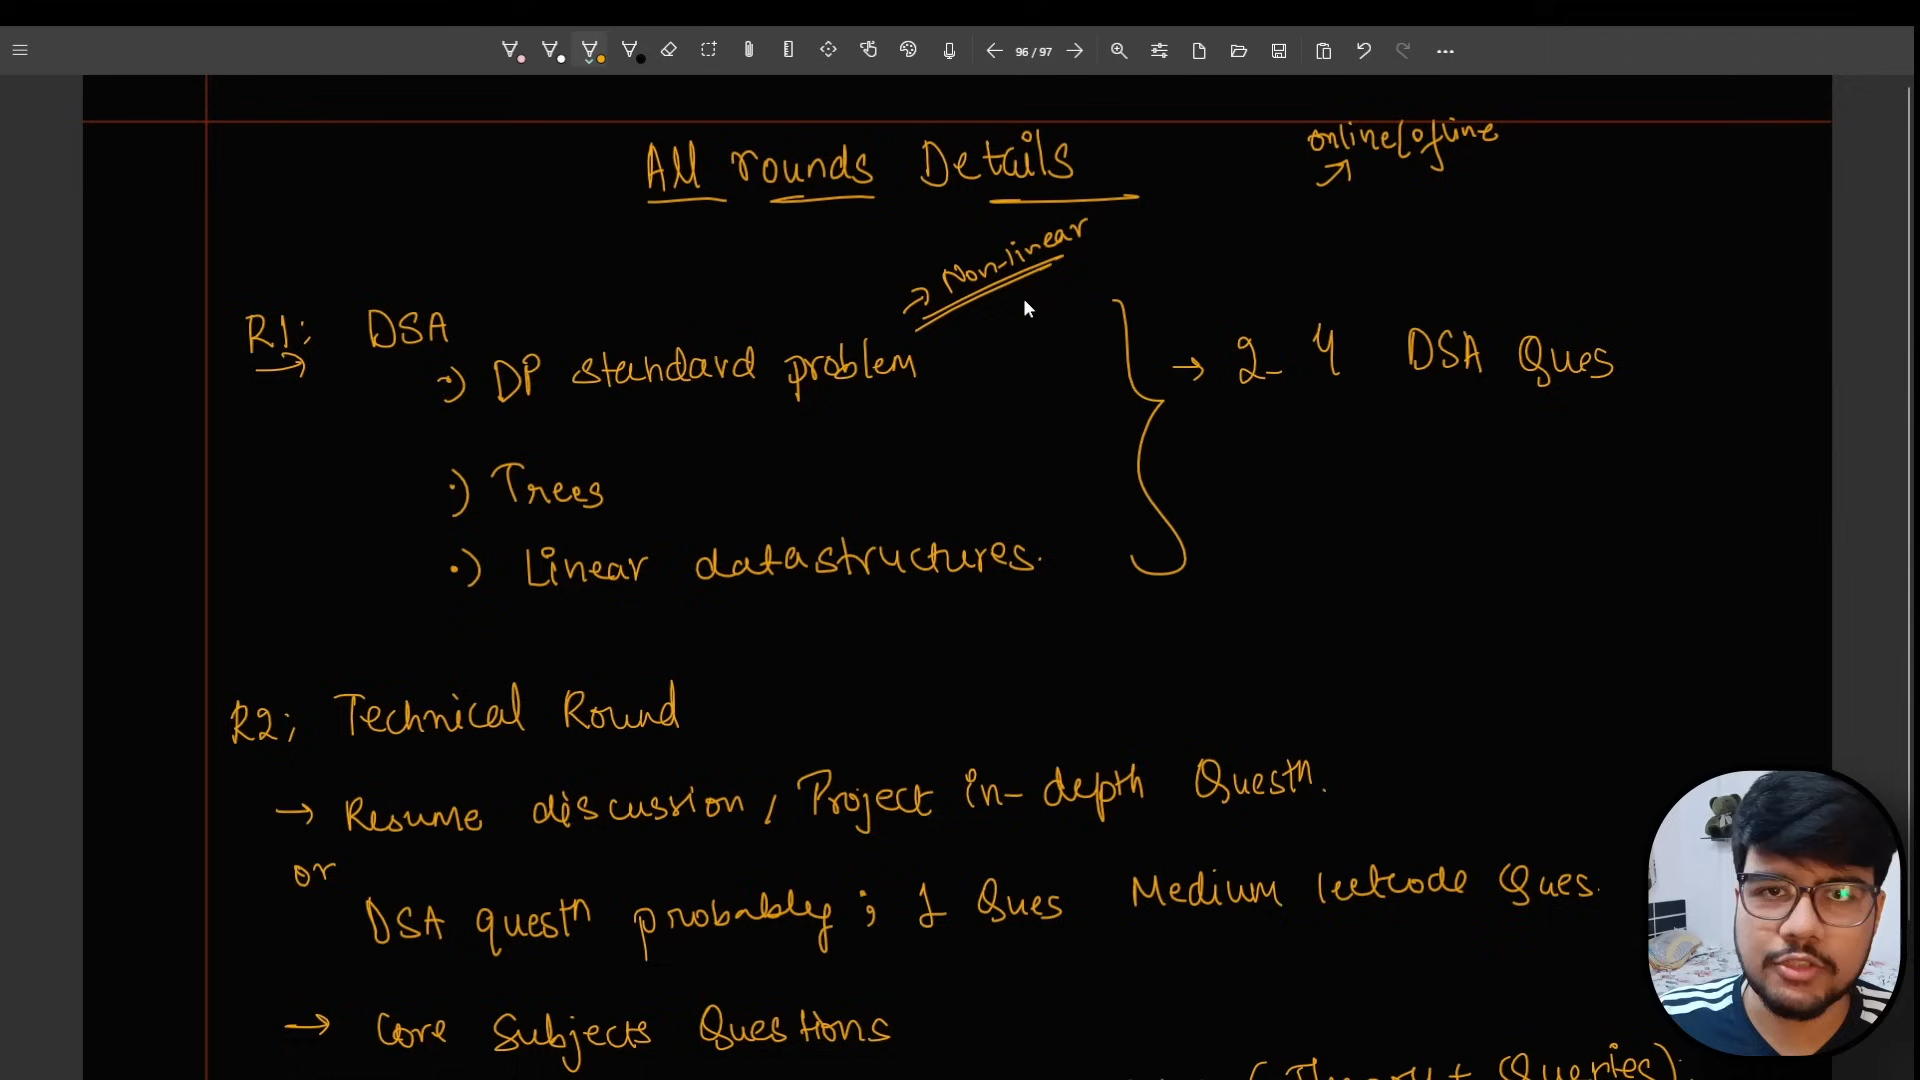 96 / 97
All rounds Details
online/ofline
→ Non-linear
R1: DSA
•) DP standard problem
→ 2-4 DSA Ques
•) Trees
•) Linear datastructures.
R2; Technical Round
→ Resume discussion, Project in-depth Questn.
or
DSA questn probably; 1 Ques Medium leetcode Ques.
→ Core Subjects Questions
(Theory + Queries).